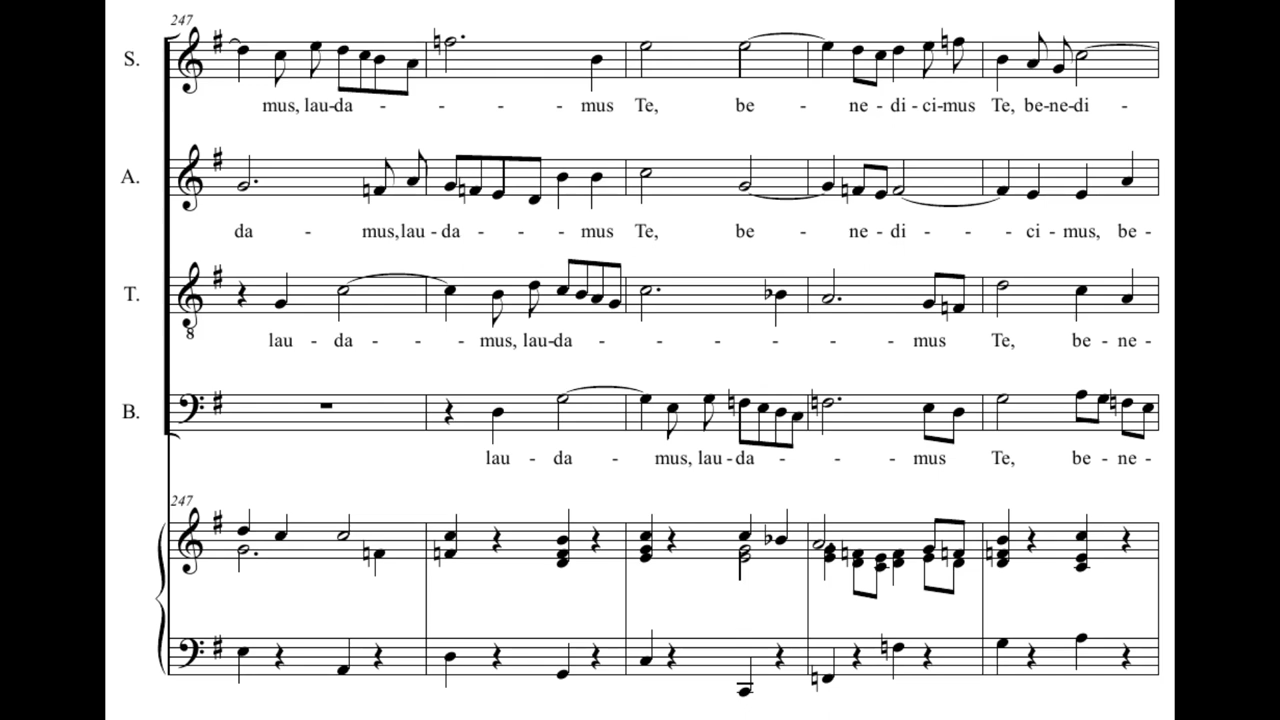 247
S.
mus, lau-da - - - mus Te, be - ne - di - ci-mus Te, be-ne-di -
A.
da - mus, lau - da - - - mus Te, be - ne - di - - ci - mus, be -
T.
8
lau - da - - - mus, lau-da - - - - - - mus Te, be - ne -
B.
lau - da - mus, lau - da - - - mus Te, be - ne -
247